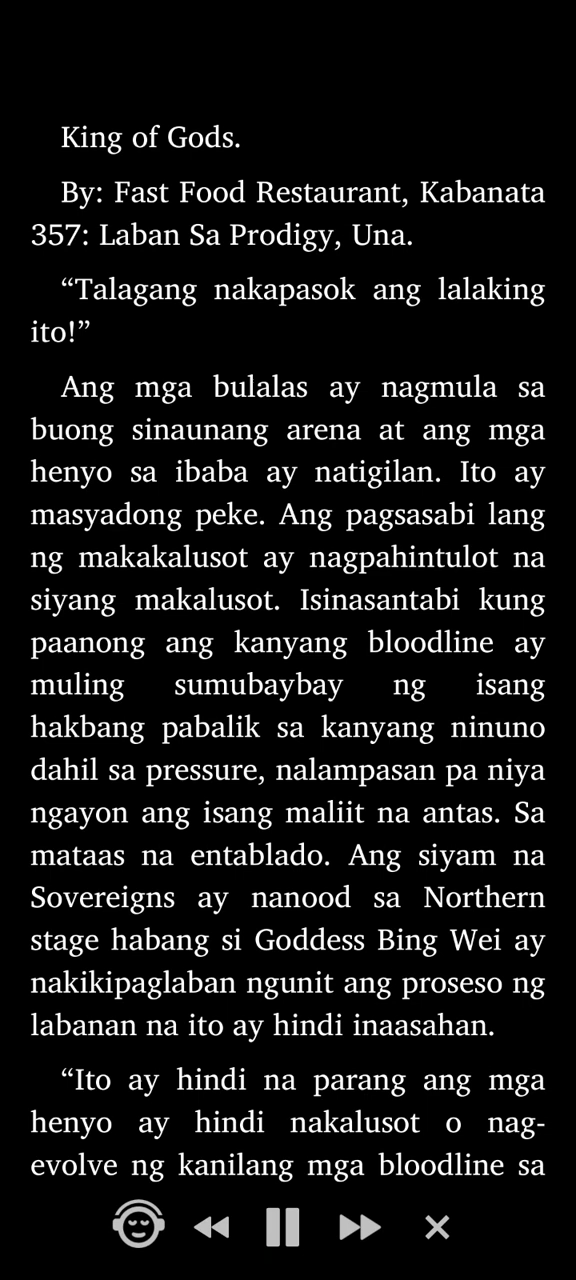 King of Gods.
By: Fast Food Restaurant, Kabanata
357: Laban Sa Prodigy, Una.
“Talagang nakapasok ang lalaking
ito!”
Ang mga bulalas ay nagmula sa
buong sinaunang arena at ang mga
henyo sa ibaba ay natigilan. Ito ay
masyadong peke. Ang pagsasabi lang
ng makakalusot ay nagpahintulot na
siyang makalusot. Isinasantabi kung
paanong ang kanyang bloodline ay
muling sumubaybay ng isang
hakbang pabalik sa kanyang ninuno
dahil sa pressure, nalampasan pa niya
ngayon ang isang maliit na antas. Sa
mataas na entablado. Ang siyam na
Sovereigns ay nanood sa Northern
stage habang si Goddess Bing Wei ay
nakikipaglaban ngunit ang proseso ng
labanan na ito ay hindi inaasahan.
“Ito ay hindi na parang ang mga
henyo ay hindi nakalusot o nag-
evolve ng kanilang mga bloodline sa